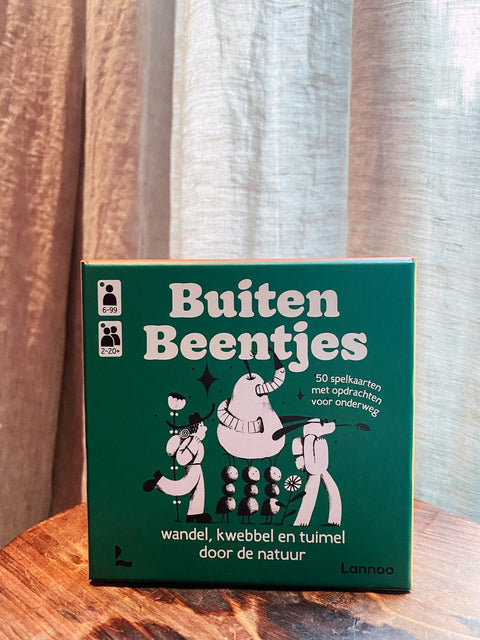 Buiten
Beentjes
6-99
2-20+
50 spelkaarten
met opdrachten
voor onderweg
wandel, kwebbel en tuimel
door de natuur
L
Lannoo